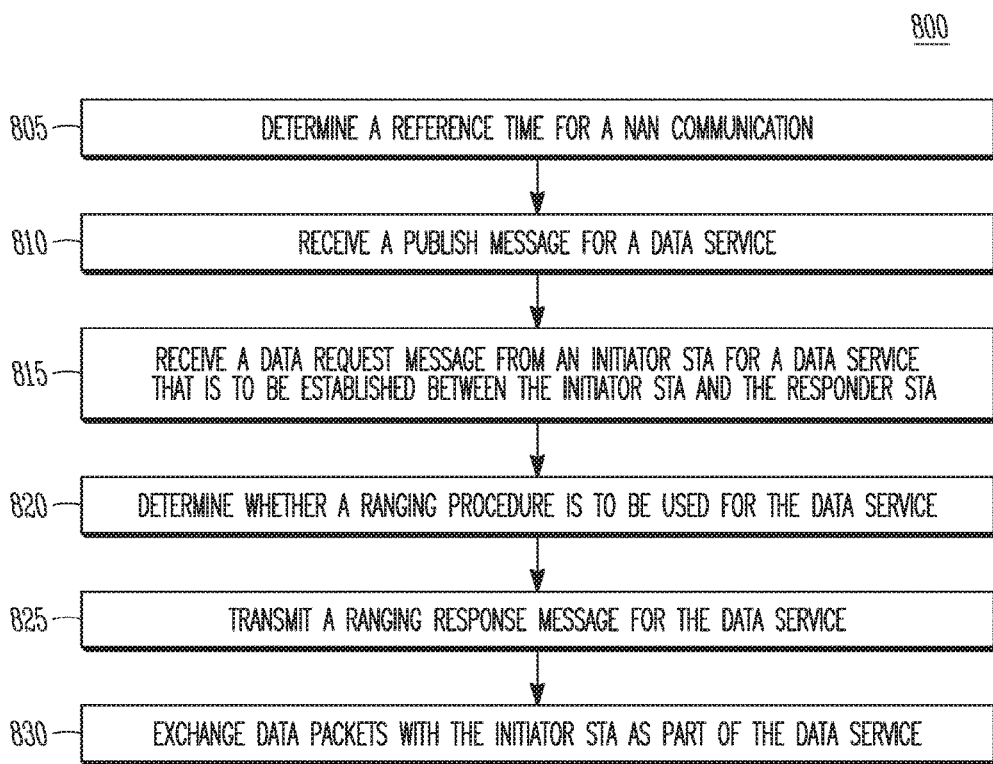 800
805
DETERMINE A REFERENCE TIME FOR A NAN COMMUNICATION
810
RECEIVE A PUBLISH MESSAGE FOR A DATA SERVICE
815
RECEIVE A DATA REQUEST MESSAGE FROM AN INITIATOR STA FOR A DATA SERVICE
THAT IS TO BE ESTABLISHED BETWEEN THE INITIATOR STA AND THE RESPONDER STA
820
DETERMINE WHETHER A RANGING PROCEDURE IS TO BE USED FOR THE DATA SERVICE
825
TRANSMIT A RANGING RESPONSE MESSAGE FOR THE DATA SERVICE
830
EXCHANGE DATA PACKETS WITH THE INITIATOR STA AS PART OF THE DATA SERVICE